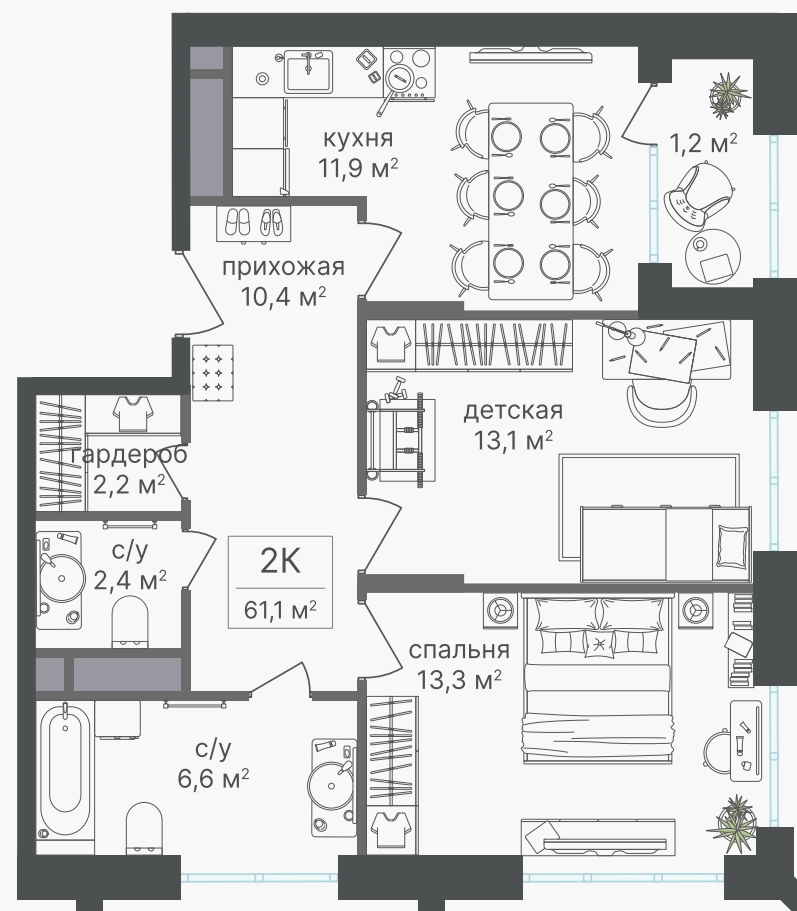 кухня
11,9 м²
1,2 м²
прихожая
10,4 м²
детская
13,1 м²
гардероб
2,2 м²
с/у
2,4 м²
2К
61,1 м²
спальня
13,3 м²
с/у
6,6 м²